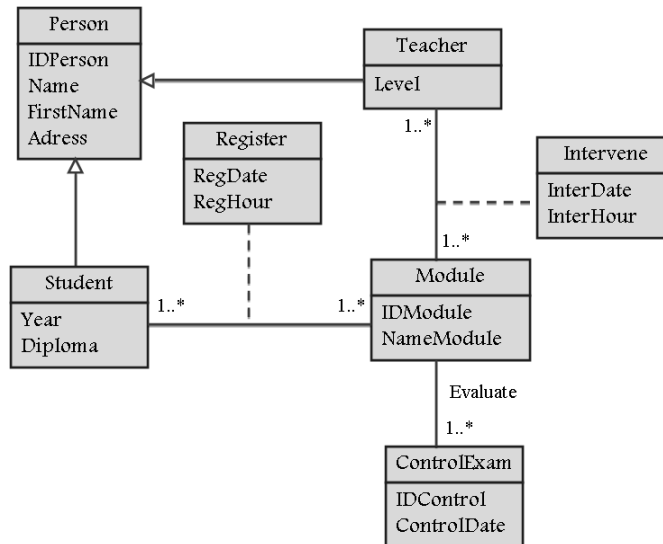 Person
IDPerson
Name
FirstName
Adress
Teacher
Level
1..*
Register
RegDate
RegHour
Intervene
InterDate
InterHour
1..*
Student
Year
Diploma
1..*
1..*
Module
IDModule
NameModule
Evaluate
1..*
ControlExam
IDControl
ControlDate